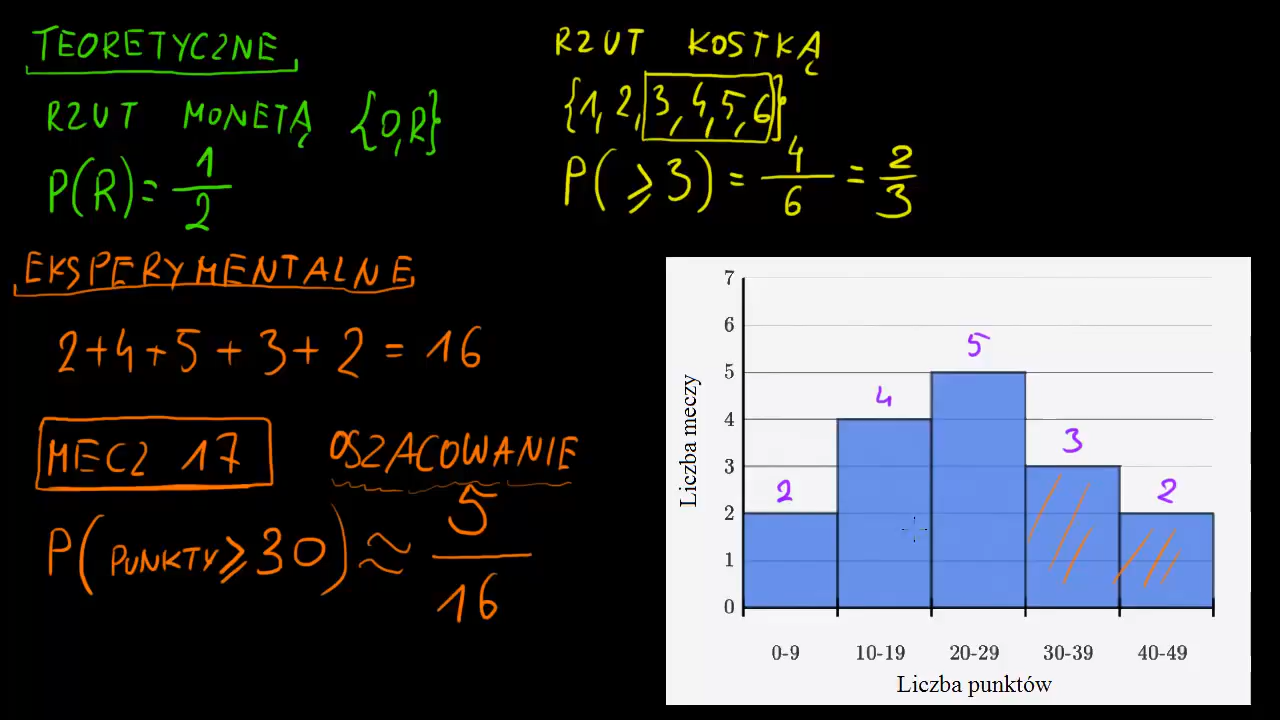 TEORETYCZNE
RZUT MONETĄ {O,R}
P(R)= 1/2
RZUT KOSTKĄ
{1, 2, 3, 4, 5, 6}
P( ⩾ 3) = 4/6 = 2/3
EKSPERYMENTALNE
2+4+5+3+2 = 16
MECZ 17
OSZACOWANIE
P(PUNKTY ⩾ 30) ≈ 5/16
7
6
5
4
3
2
1
0
2
4
5
3
2
Liczba meczy
0-9
10-19
20-29
30-39
40-49
Liczba punktów